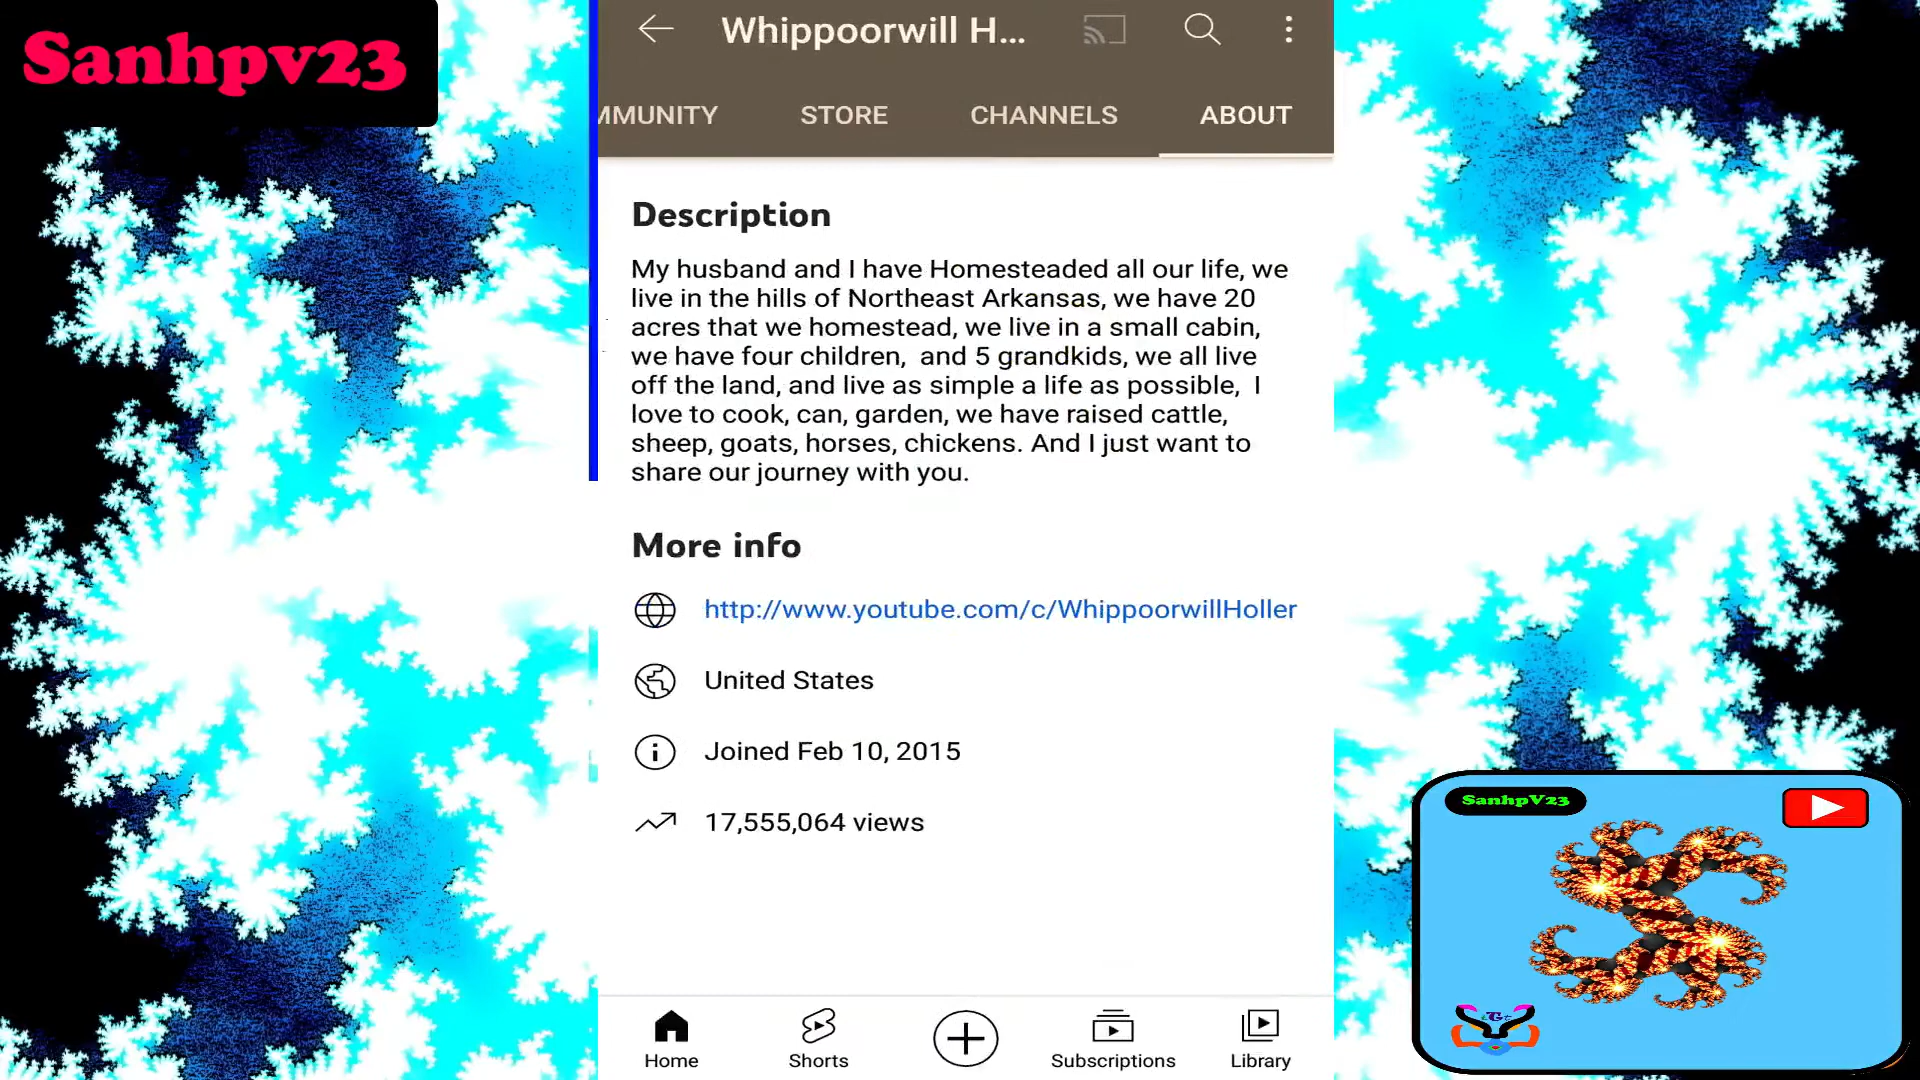 Sanhpv23
Whippoorwill H...
MMUNITY
STORE
CHANNELS
ABOUT
Description
My husband and I have Homesteaded all our life, we
live in the hills of Northeast Arkansas, we have 20
acres that we homestead, we live in a small cabin,
we have four children,  and 5 grandkids, we all live
off the land, and live as simple a life as possible,  I
love to cook, can, garden, we have raised cattle,
sheep, goats, horses, chickens. And I just want to
share our journey with you.
More info
http://www.youtube.com/c/WhippoorwillHoller
United States
Joined Feb 10, 2015
17,555,064 views
Home
Shorts
Subscriptions
Library
SanhpV23